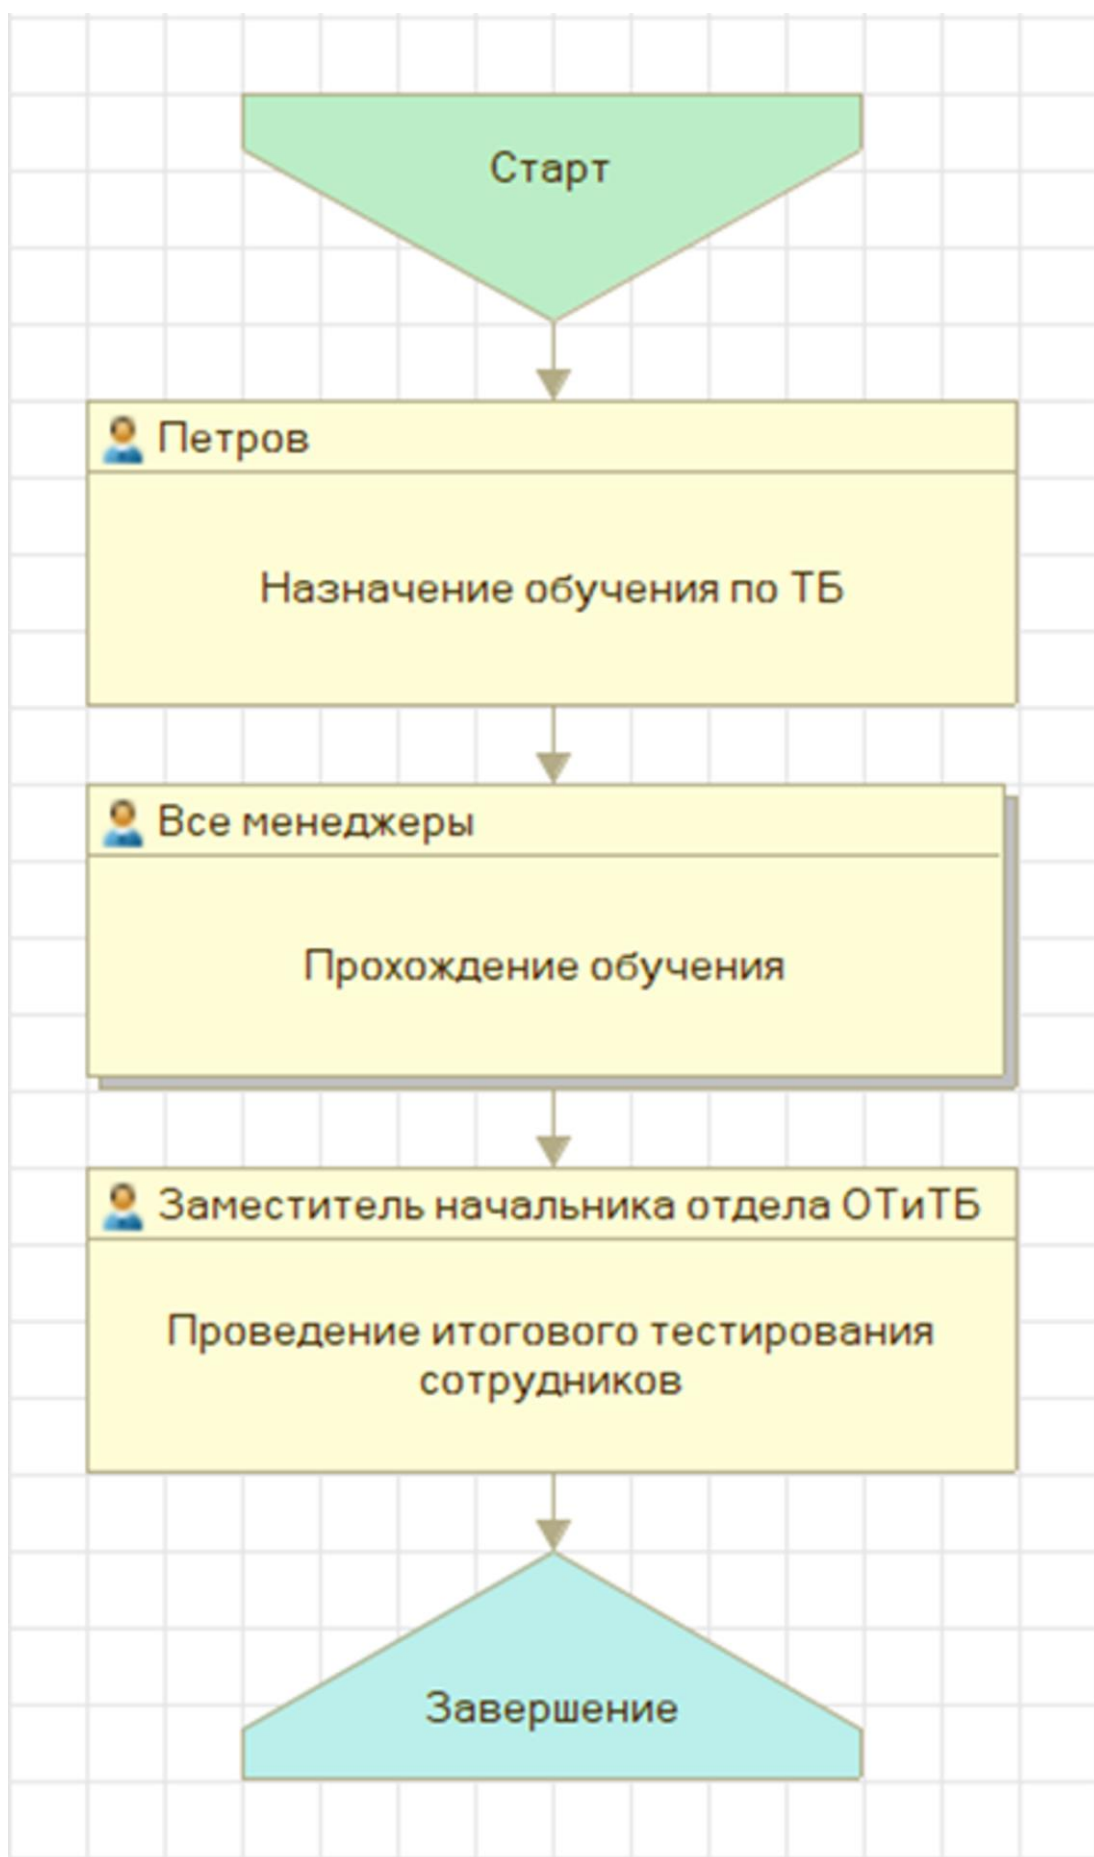 Старт
Петров
Назначение обучения по ТБ
Все менеджеры
Прохождение обучения
Заместитель начальника отдела ОТиТБ
Проведение итогового тестирования
сотрудников
Завершение